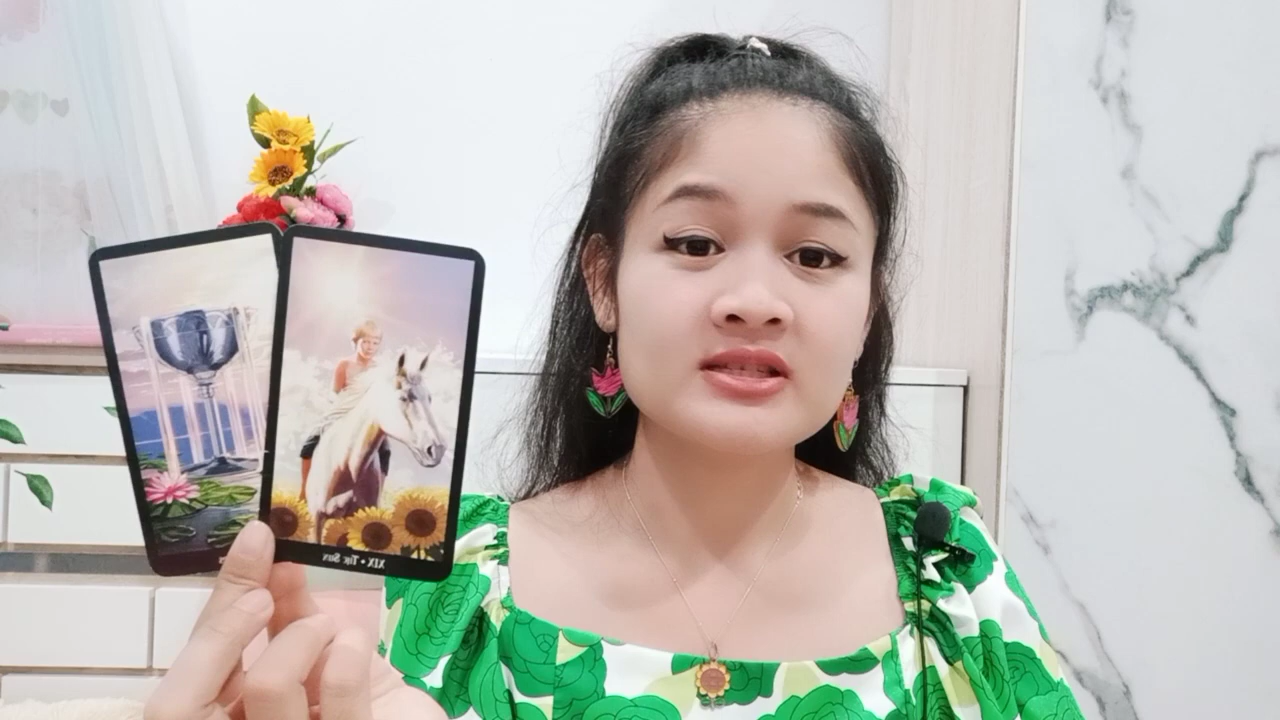 XIX • THE SUN